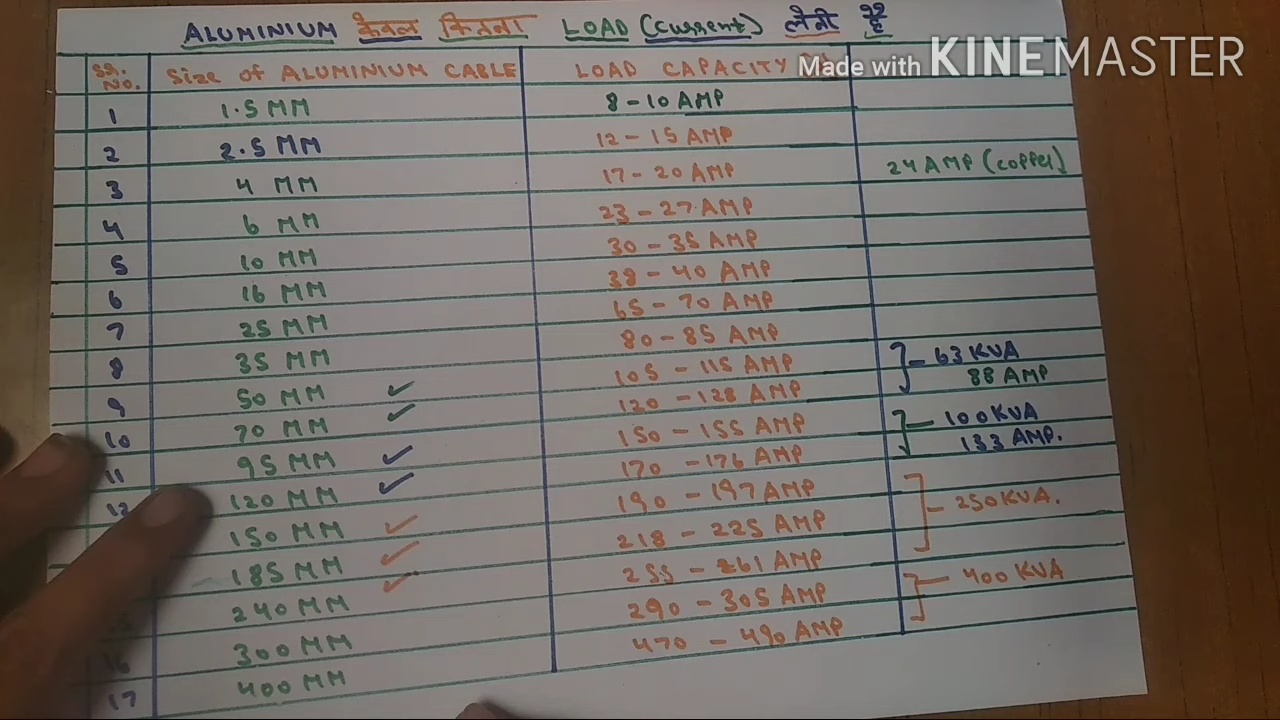 ALUMINIUM केबल कितना LOAD (current) लेती है
SR. NO. Size of ALUMINIUM CABLE LOAD CAPACITY Made with KINEMASTER
1 1.5 MM 8-10 AMP
2 2.5 MM 12-15 AMP
3 4 MM 17-20 AMP 24 AMP (copper)
4 6 MM 23-27 AMP
5 10 MM 30-35 AMP
6 16 MM 38-40 AMP
7 25 MM 65-70 AMP
8 35 MM 80-85 AMP
9 50 MM ✓ 105-115 AMP 63 KVA
10 70 MM ✓ 120-128 AMP 88 AMP
11 95 MM ✓ 150-155 AMP 100 KVA
12 120 MM ✓ 170-176 AMP 133 AMP.
150 MM ✓ 190-197 AMP 250 KVA.
185 MM ✓ 218-225 AMP
240 MM ✓ 255-261 AMP
16 300 MM 290-305 AMP 400 KVA
17 400 MM 470-490 AMP